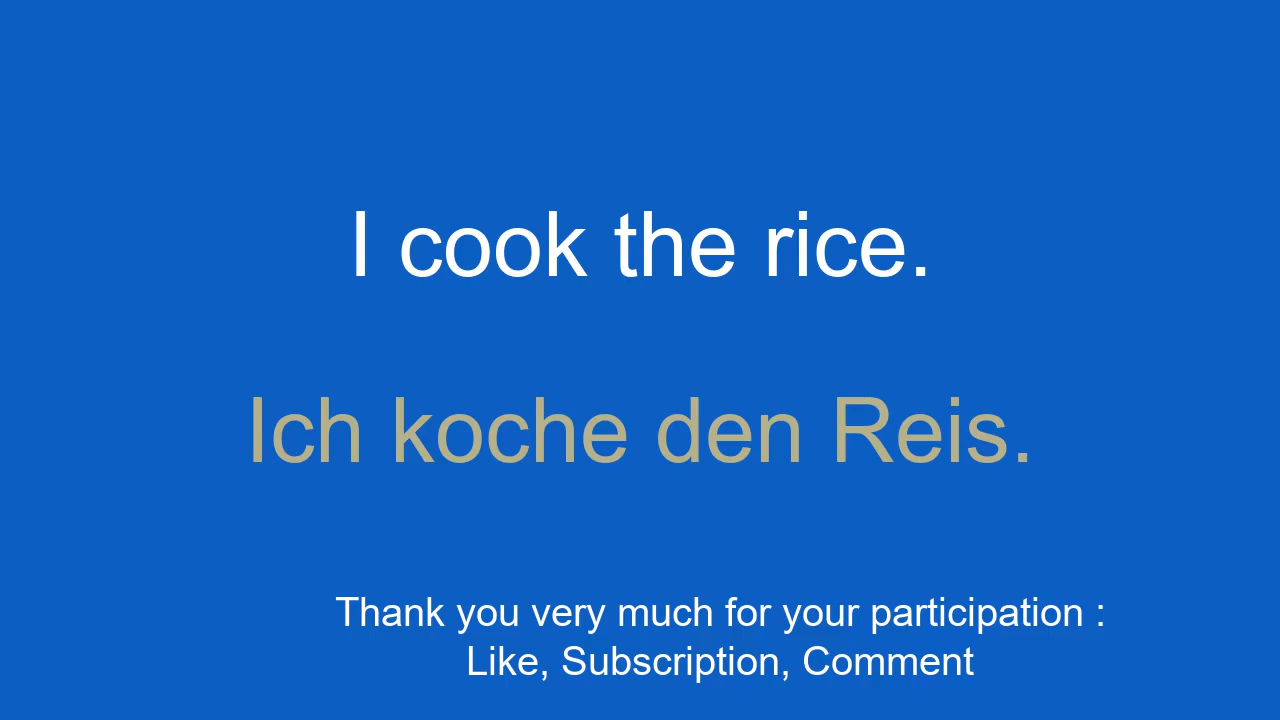 I cook the rice.
Ich koche den Reis.
Thank you very much for your participation :
Like, Subscription, Comment